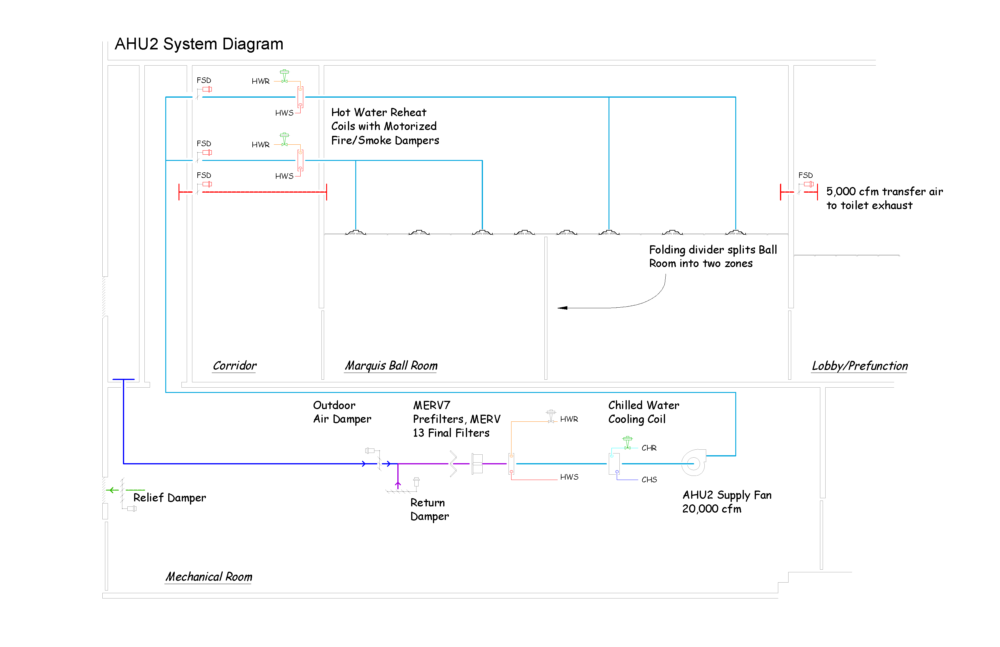 AHU2 System Diagram
FSD
HWR
HWS
Hot Water Reheat
Coils with Motorized
Fire/Smoke Dampers
FSD
HWR
HWS
FSD
FSD
5,000 cfm transfer air
to toilet exhaust
Folding divider splits Ball
Room into two zones
Corridor
Marquis Ball Room
Lobby/Prefunction
Outdoor
Air Damper
MERV7
Prefilters, MERV
13 Final Filters
HWR
HWS
Chilled Water
Cooling Coil
CHR
CHS
Relief Damper
Return
Damper
AHU2 Supply Fan
20,000 cfm
Mechanical Room